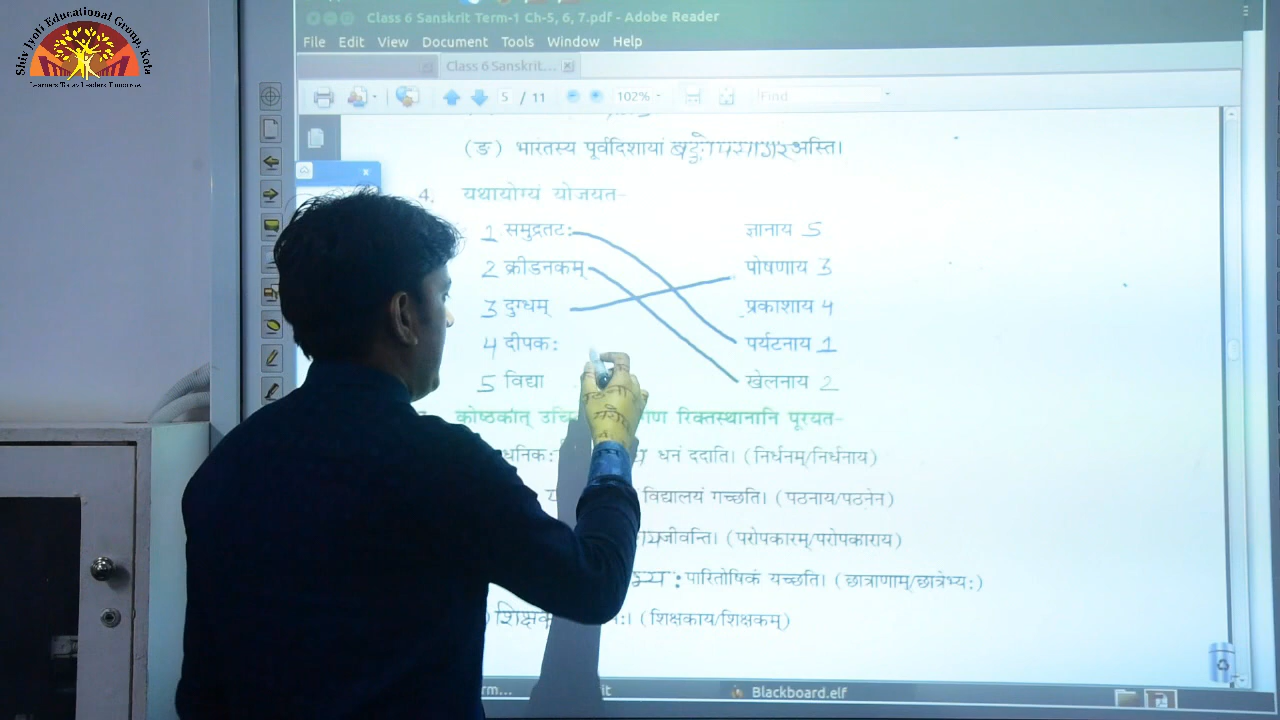 Shiv Jyoti Educational Group, Kota
Learners Today Leaders Tomorrow
Class 6 Sanskrit Term-1 Ch-5, 6, 7.pdf - Adobe Reader
File Edit View Document Tools Window Help
Class 6 Sanskrit...
5 / 11 102% Find
(ङ) भारतस्य पूर्वदिशायां अस्ति।
4. यथायोग्यं योजयत-
1 समुद्रतटः ज्ञानाय 5
2 क्रीडनकम् पोषणाय 3
3 दुग्धम् प्रकाशाय 4
4 दीपकः पर्यटनाय 1
5 विद्या खेलनाय 2
कोष्ठकात् रिक्तस्थानानि पूरयत-
धनिकः धनं ददाति। (निर्धनम्/निर्धनाय)
विद्यालयं गच्छति। (पठनाय/पठनेन)
जीवन्ति। (परोपकारम्/परोपकाराय)
भ्यः पारितोषिकं यच्छति। (छात्राणाम्/छात्रेभ्यः)
(शिक्षकाय/शिक्षकम्)
Blackboard.elf